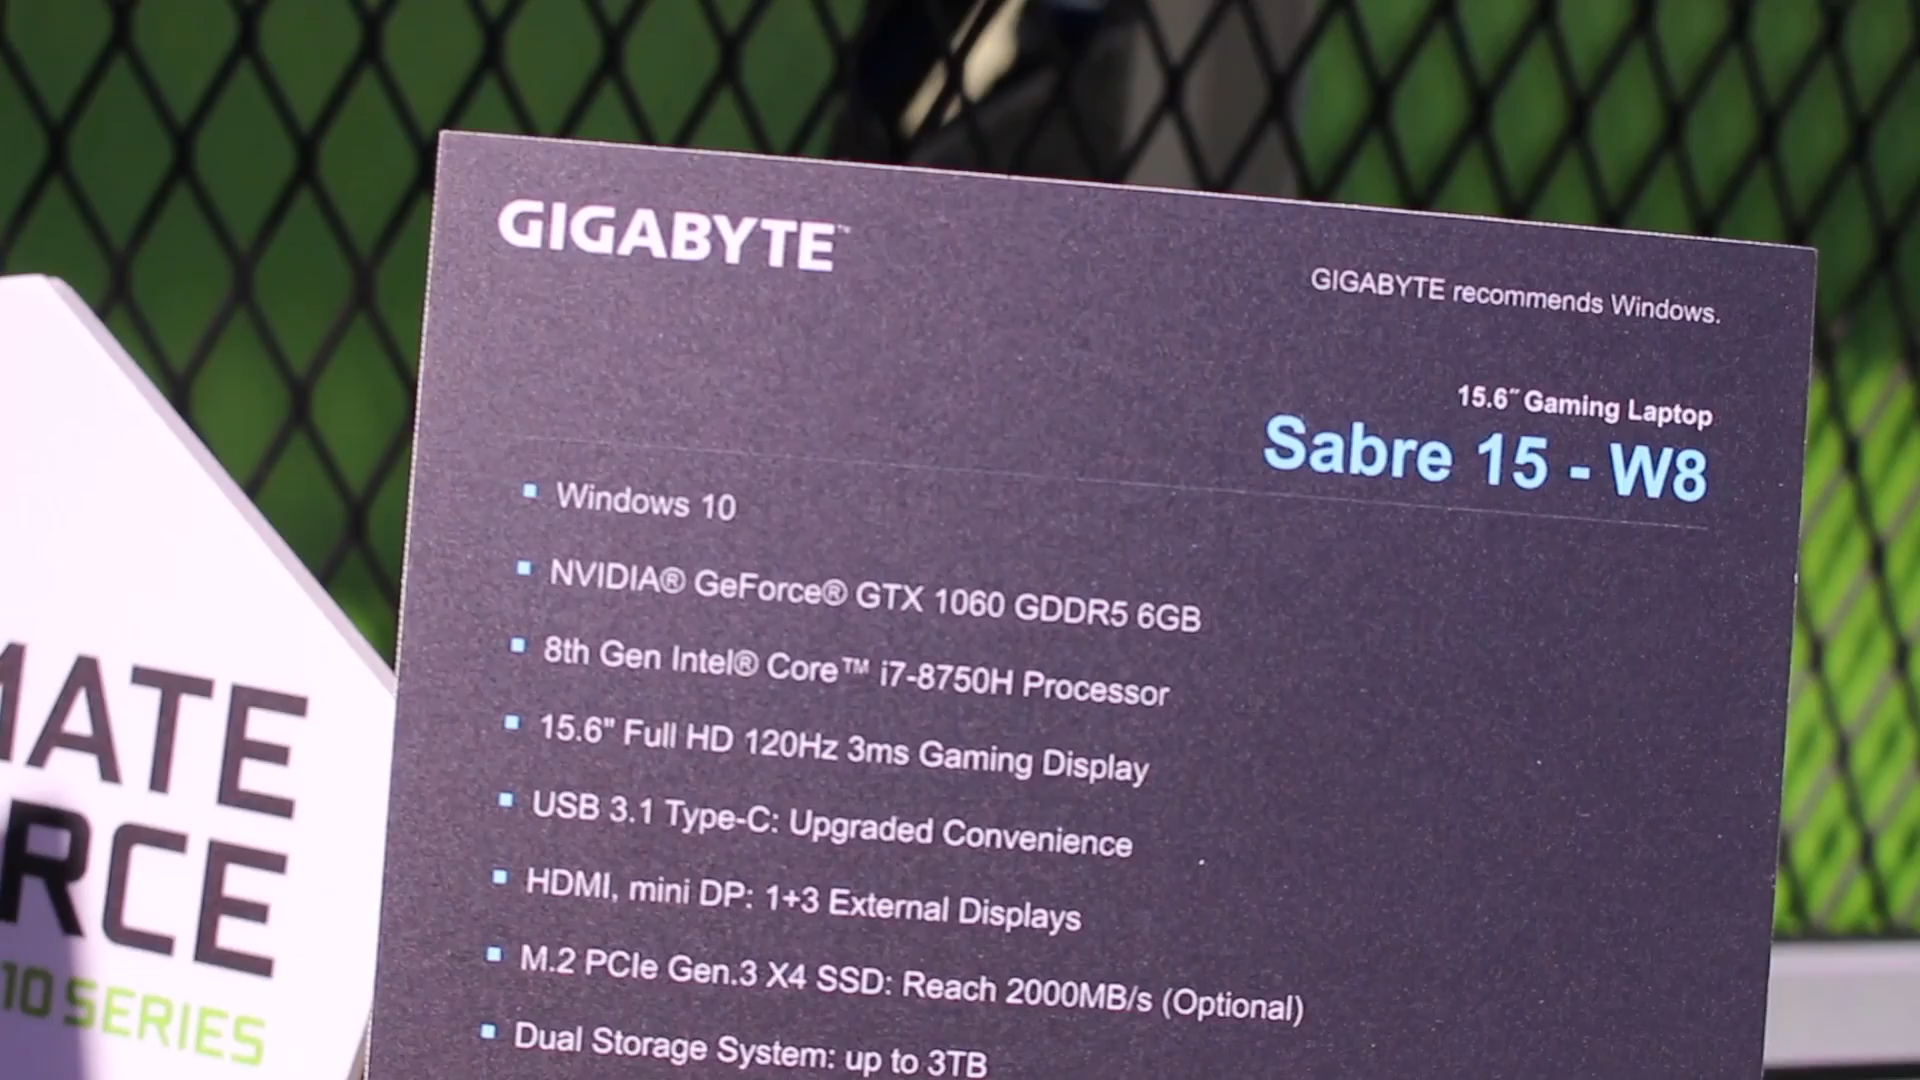 GIGABYTE™
GIGABYTE recommends Windows.
15.6″ Gaming Laptop
Sabre 15 - W8
Windows 10
NVIDIA® GeForce® GTX 1060 GDDR5 6GB
8th Gen Intel® Core™ i7-8750H Processor
15.6" Full HD 120Hz 3ms Gaming Display
USB 3.1 Type-C: Upgraded Convenience
HDMI, mini DP: 1+3 External Displays
M.2 PCIe Gen.3 X4 SSD: Reach 2000MB/s (Optional)
Dual Storage System: up to 3TB
MATE
RCE
10 SERIES